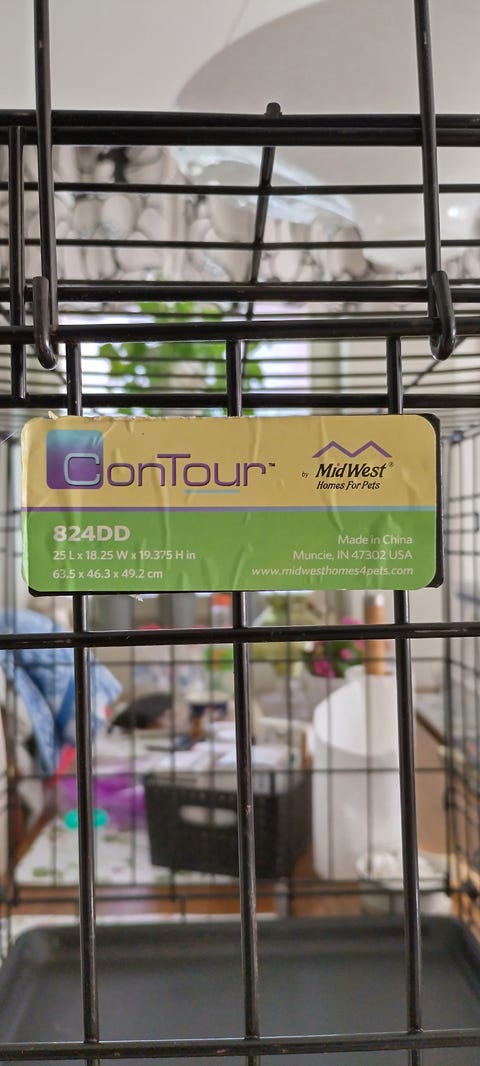 ConTour™
by MidWest®
Homes For Pets
824DD
25 L x 18.25 W x 19.375 H in
63.5 x 46.3 x 49.2 cm
Made in China
Muncie, IN 47302 USA
www.midwesthomes4pets.com